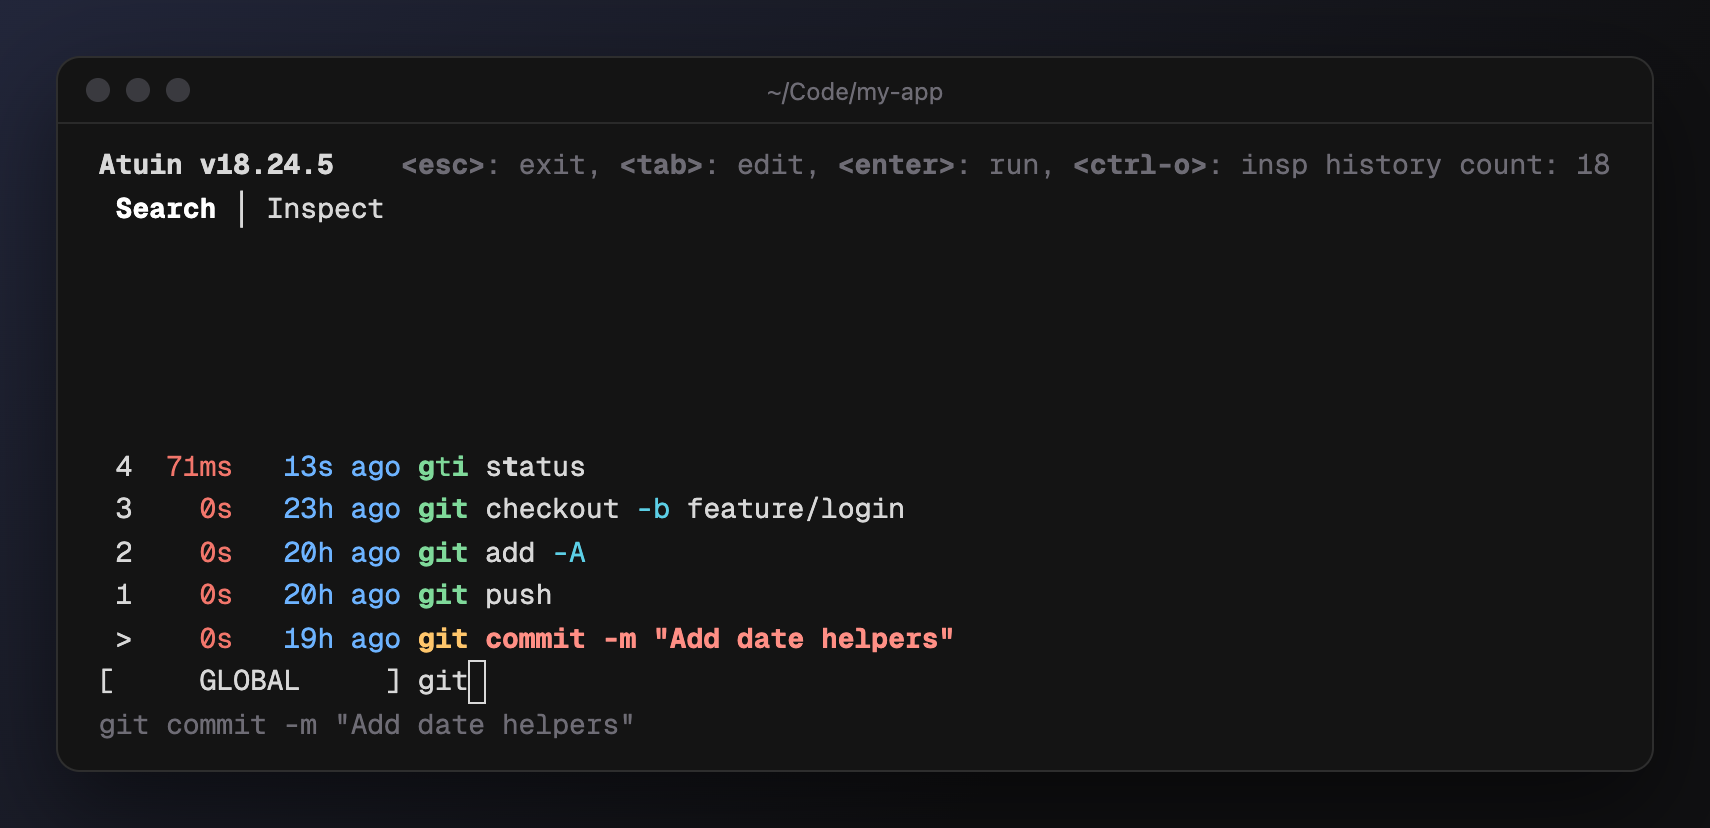 ~/Code/my-app
Atuin v18.24.5    <esc>: exit, <tab>: edit, <enter>: run, <ctrl-o>: insp history count: 18
Search │ Inspect
4  71ms   13s ago gti status
3    0s   23h ago git checkout -b feature/login
2    0s   20h ago git add -A
1    0s   20h ago git push
>    0s   19h ago git commit -m "Add date helpers"
[     GLOBAL     ] git
git commit -m "Add date helpers"